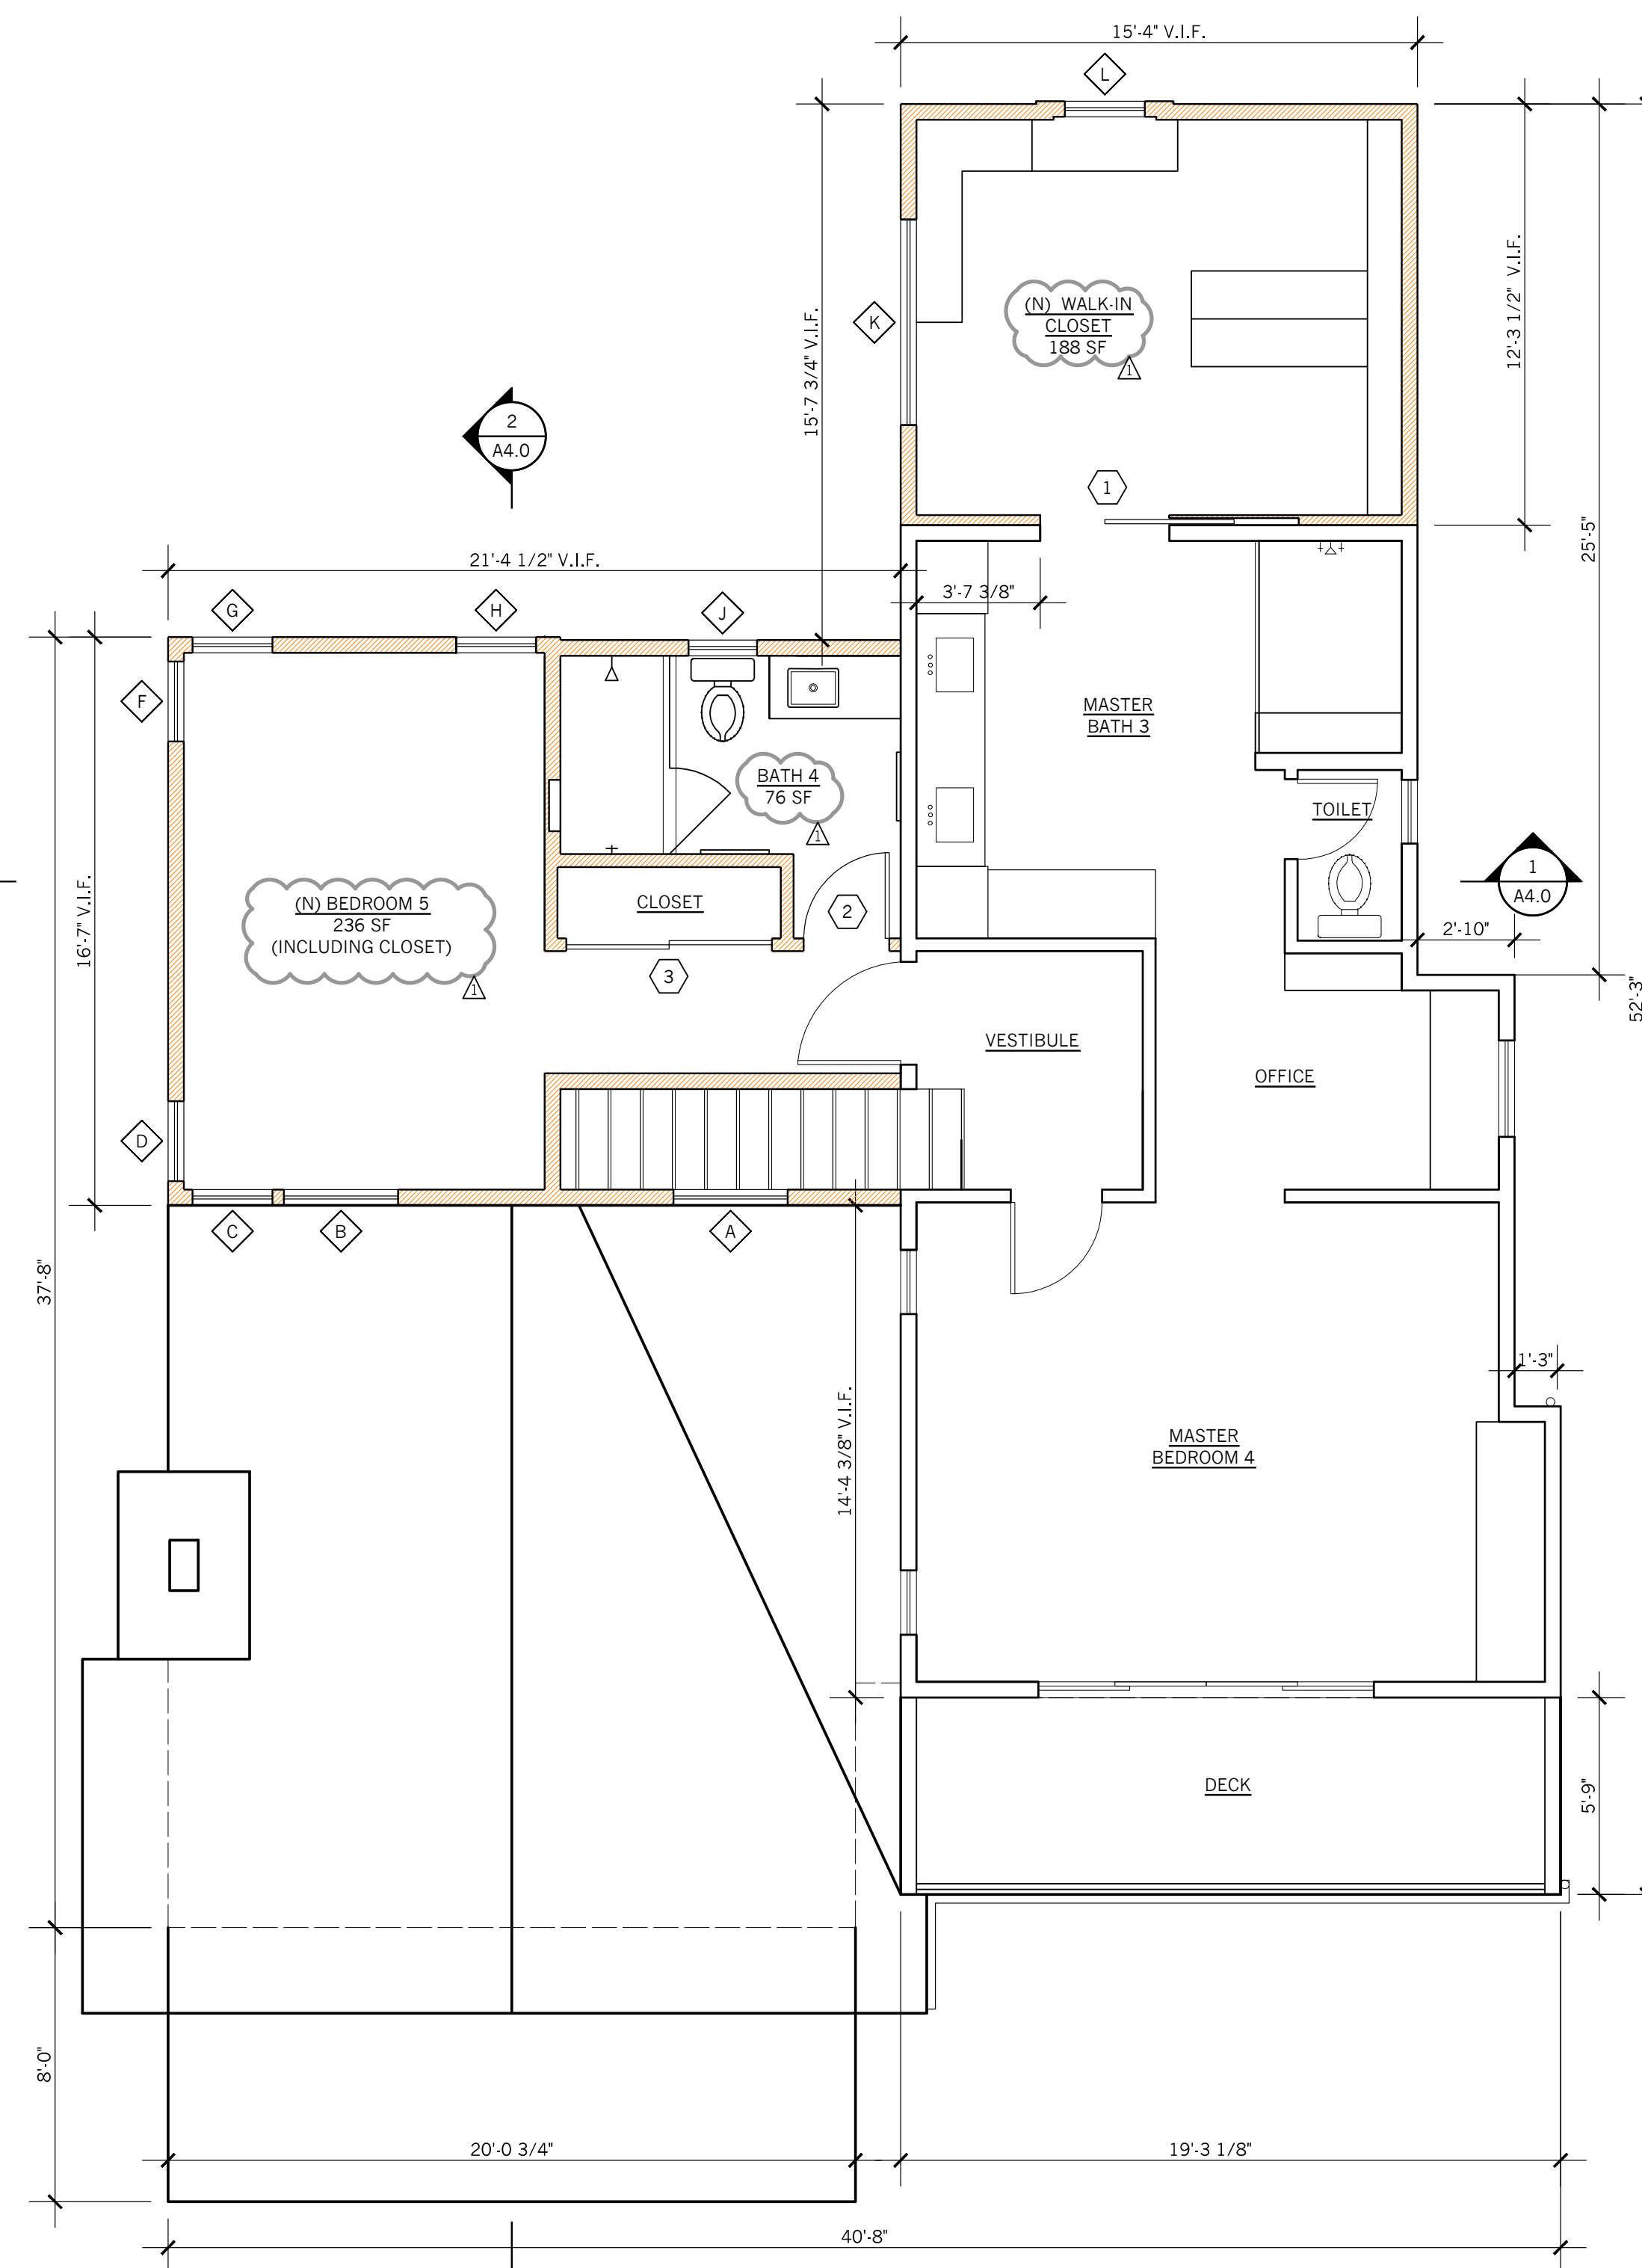 15'-4" V.I.F.
L
(N) WALK-IN
CLOSET
188 SF
1
K
15'-7 3/4" V.I.F.
12'-3 1/2" V.I.F.
25'-5"
52'-3"
2
A4.0
1
21'-4 1/2" V.I.F.
3'-7 3/8"
G
H
J
F
MASTER
BATH 3
BATH 4
76 SF
1
TOILET
1
A4.0
2'-10"
16'-7" V.I.F.
(N) BEDROOM 5
236 SF
(INCLUDING CLOSET)
1
CLOSET
2
3
VESTIBULE
OFFICE
D
C
B
A
37'-8"
14'-4 3/8" V.I.F.
1'-3"
MASTER
BEDROOM 4
DECK
5'-9"
8'-0"
20'-0 3/4"
19'-3 1/8"
40'-8"